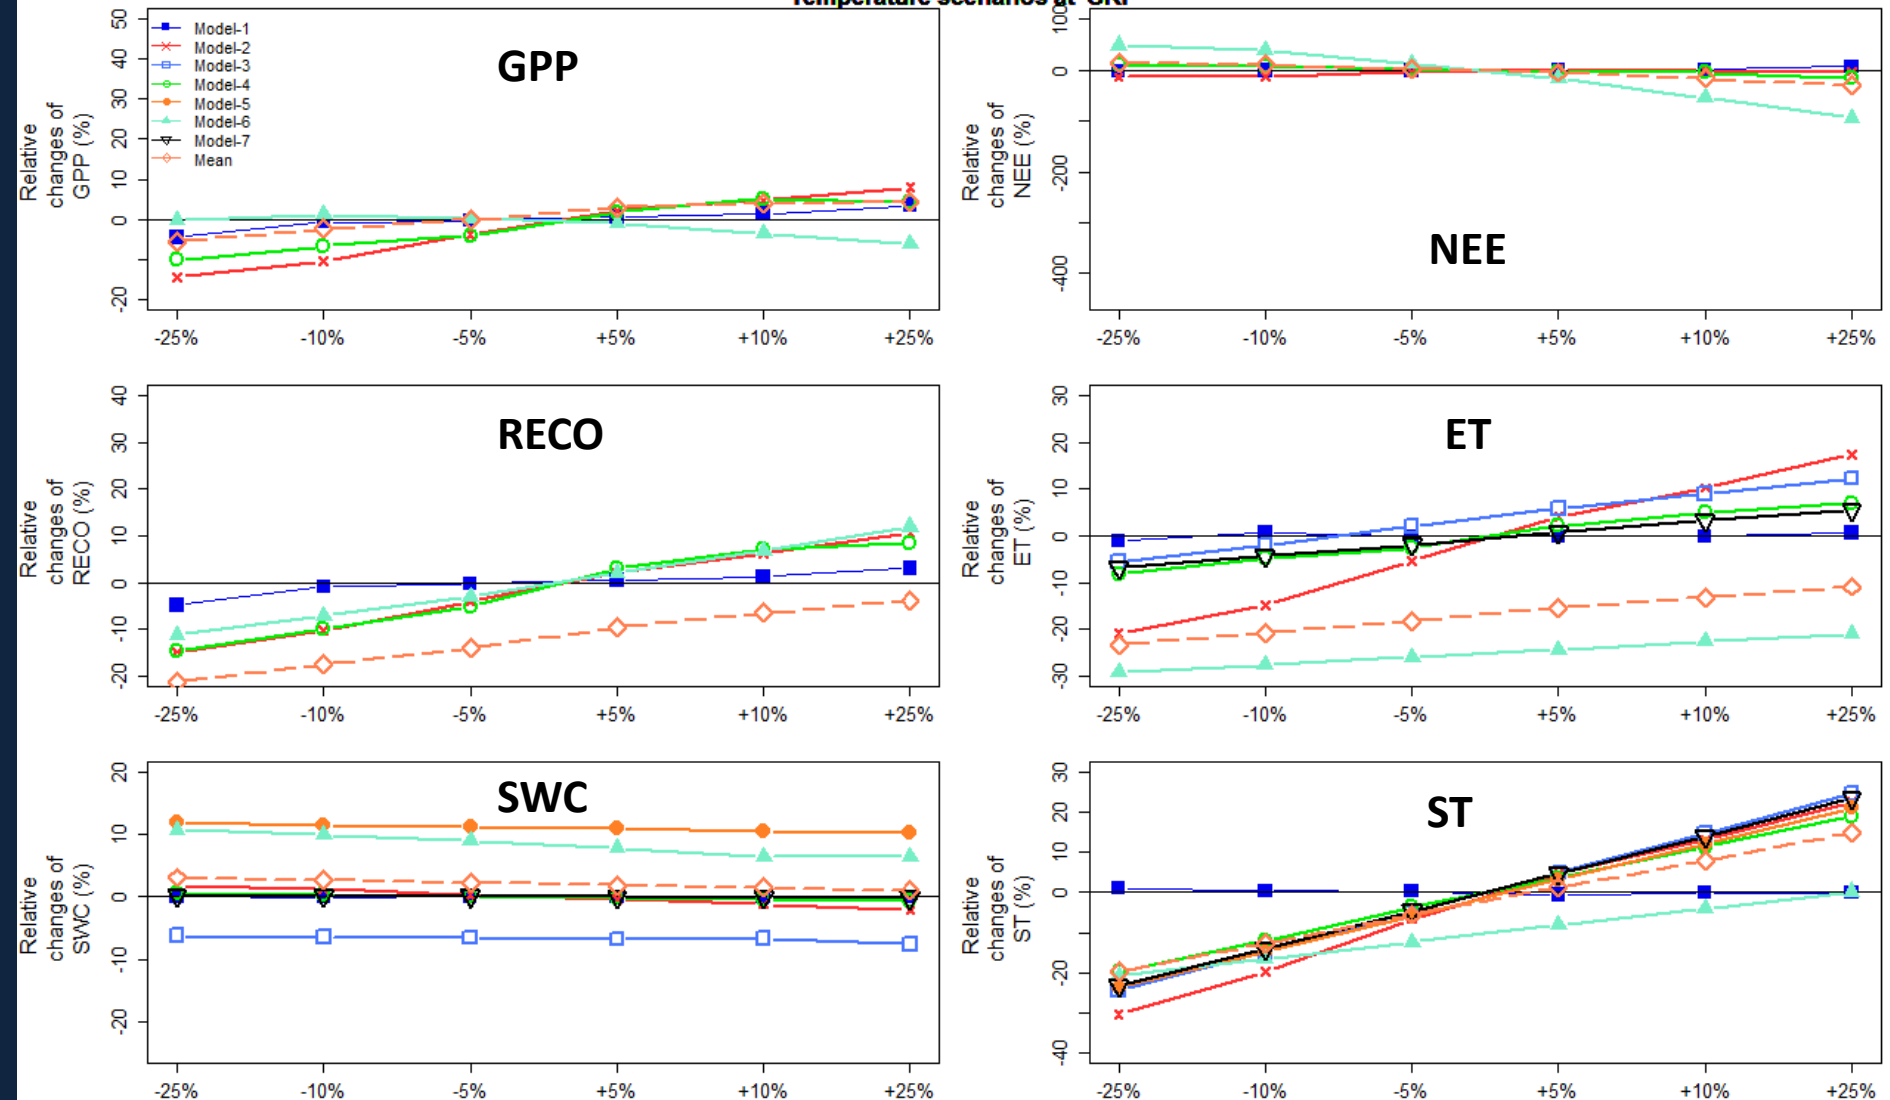 Temperature scenarios at
50
40
30
20
10
0
-20
Relative
changes of
GPP (%)
Model-1
Model-2
Model-3
Model-4
Model-5
Model-6
Model-7
Mean
GPP
-25% -10% -5% +5% +10% +25%
100
0
-200
-400
Relative
changes of
NEE (%)
NEE
-25% -10% -5% +5% +10% +25%
40
30
20
10
0
-10
-20
Relative
changes of
RECO (%)
RECO
-25% -10% -5% +5% +10% +25%
30
20
10
0
-10
-20
-30
Relative
changes of
ET (%)
ET
-25% -10% -5% +5% +10% +25%
20
10
0
-10
-20
Relative
changes of
SWC (%)
SWC
-25% -10% -5% +5% +10% +25%
30
20
10
0
-20
-40
Relative
changes of
ST (%)
ST
-25% -10% -5% +5% +10% +25%